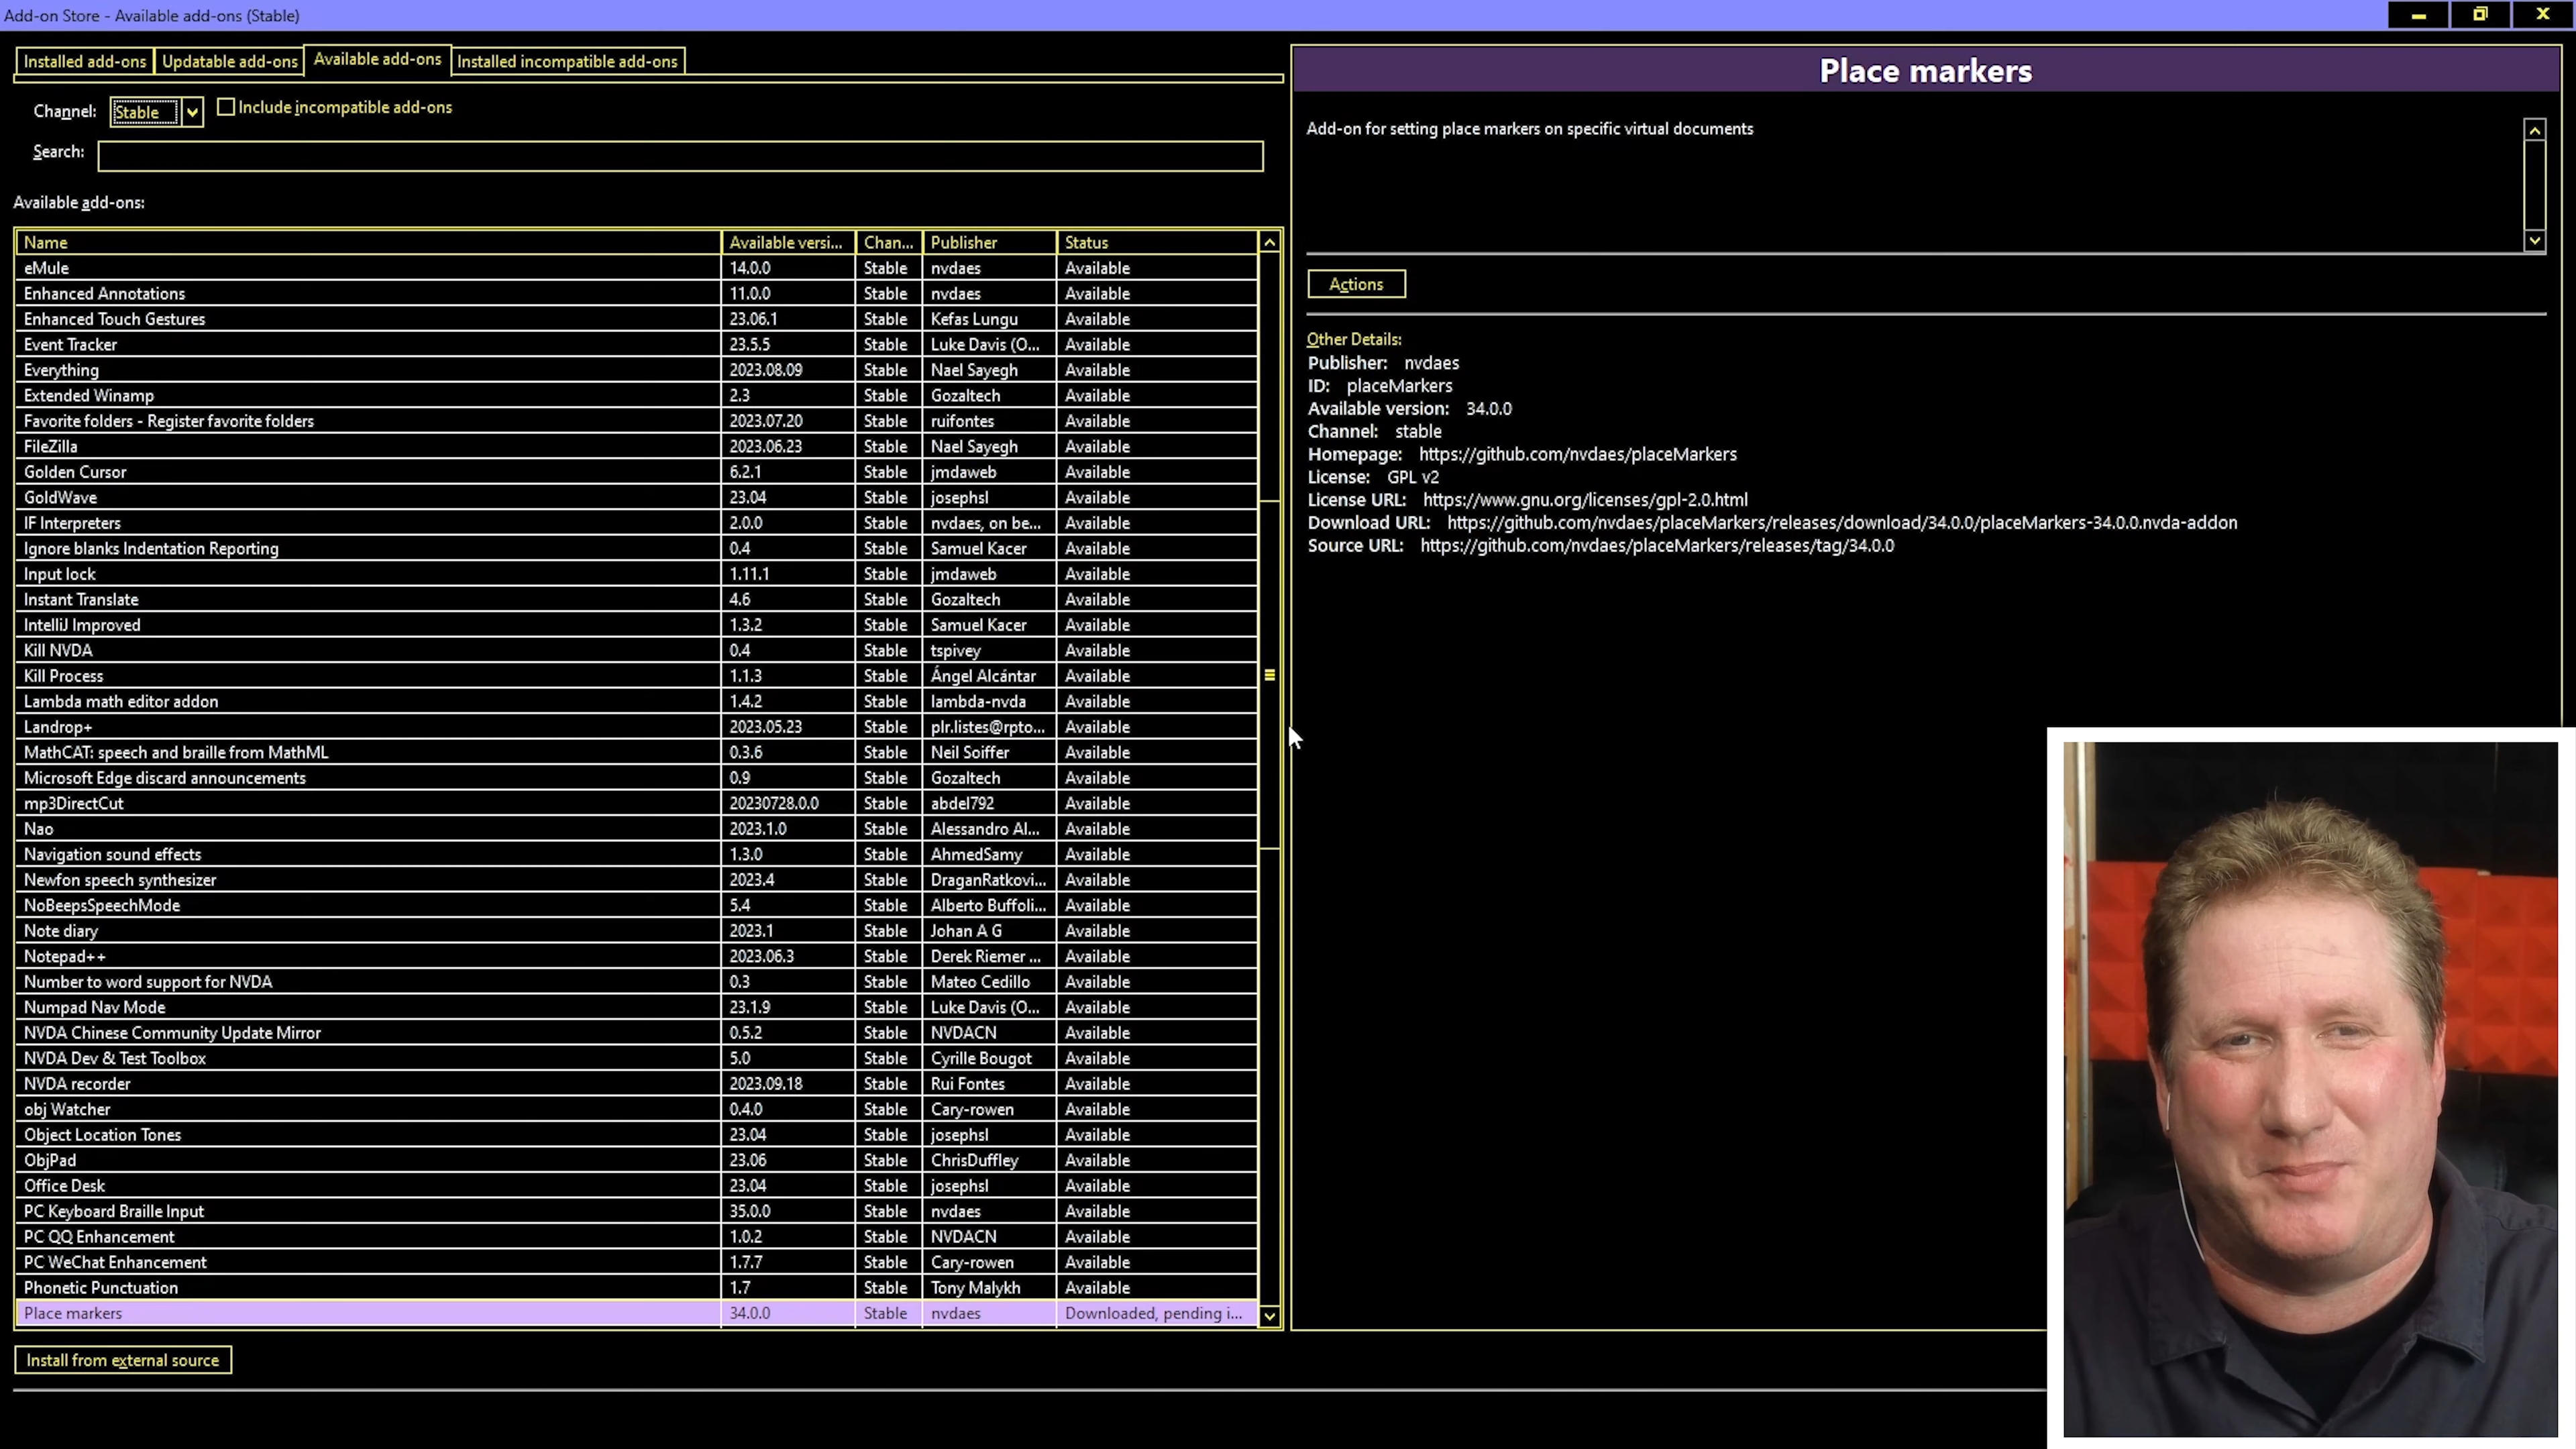 Add-on Store - Available add-ons (Stable)
Installed add-ons Updatable add-ons Available add-ons Installed incompatible add-ons
Channel: Stable Include incompatible add-ons
Search:
Available add-ons:
Name Available versi... Chan... Publisher Status
eMule 14.0.0 Stable nvdaes Available
Enhanced Annotations 11.0.0 Stable nvdaes Available
Enhanced Touch Gestures 23.06.1 Stable Kefas Lungu Available
Event Tracker 23.5.5 Stable Luke Davis (O... Available
Everything 2023.08.09 Stable Nael Sayegh Available
Extended Winamp 2.3 Stable Gozaltech Available
Favorite folders - Register favorite folders 2023.07.20 Stable ruifontes Available
FileZilla 2023.06.23 Stable Nael Sayegh Available
Golden Cursor 6.2.1 Stable jmdaweb Available
GoldWave 23.04 Stable josephsl Available
IF Interpreters 2.0.0 Stable nvdaes, on be... Available
Ignore blanks Indentation Reporting 0.4 Stable Samuel Kacer Available
Input lock 1.11.1 Stable jmdaweb Available
Instant Translate 4.6 Stable Gozaltech Available
IntelliJ Improved 1.3.2 Stable Samuel Kacer Available
Kill NVDA 0.4 Stable tspivey Available
Kill Process 1.1.3 Stable Ángel Alcántar Available
Lambda math editor addon 1.4.2 Stable lambda-nvda Available
Landrop+ 2023.05.23 Stable plr.listes@rpto... Available
MathCAT: speech and braille from MathML 0.3.6 Stable Neil Soiffer Available
Microsoft Edge discard announcements 0.9 Stable Gozaltech Available
mp3DirectCut 20230728.0.0 Stable abdel792 Available
Nao 2023.1.0 Stable Alessandro Al... Available
Navigation sound effects 1.3.0 Stable AhmedSamy Available
Newfon speech synthesizer 2023.4 Stable DraganRatkovi... Available
NoBeepsSpeechMode 5.4 Stable Alberto Buffoli... Available
Note diary 2023.1 Stable Johan A G Available
Notepad++ 2023.06.3 Stable Derek Riemer ... Available
Number to word support for NVDA 0.3 Stable Mateo Cedillo Available
Numpad Nav Mode 23.1.9 Stable Luke Davis (O... Available
NVDA Chinese Community Update Mirror 0.5.2 Stable NVDACN Available
NVDA Dev & Test Toolbox 5.0 Stable Cyrille Bougot Available
NVDA recorder 2023.09.18 Stable Rui Fontes Available
obj Watcher 0.4.0 Stable Cary-rowen Available
Object Location Tones 23.04 Stable josephsl Available
ObjPad 23.06 Stable ChrisDuffley Available
Office Desk 23.04 Stable josephsl Available
PC Keyboard Braille Input 35.0.0 Stable nvdaes Available
PC QQ Enhancement 1.0.2 Stable NVDACN Available
PC WeChat Enhancement 1.7.7 Stable Cary-rowen Available
Phonetic Punctuation 1.7 Stable Tony Malykh Available
Place markers 34.0.0 Stable nvdaes Downloaded, pending i...
Install from external source
Place markers
Add-on for setting place markers on specific virtual documents
Actions
Other Details:
Publisher: nvdaes
ID: placeMarkers
Available version: 34.0.0
Channel: stable
Homepage: https://github.com/nvdaes/placeMarkers
License: GPL v2
License URL: https://www.gnu.org/licenses/gpl-2.0.html
Download URL: https://github.com/nvdaes/placeMarkers/releases/download/34.0.0/placeMarkers-34.0.0.nvda-addon
Source URL: https://github.com/nvdaes/placeMarkers/releases/tag/34.0.0